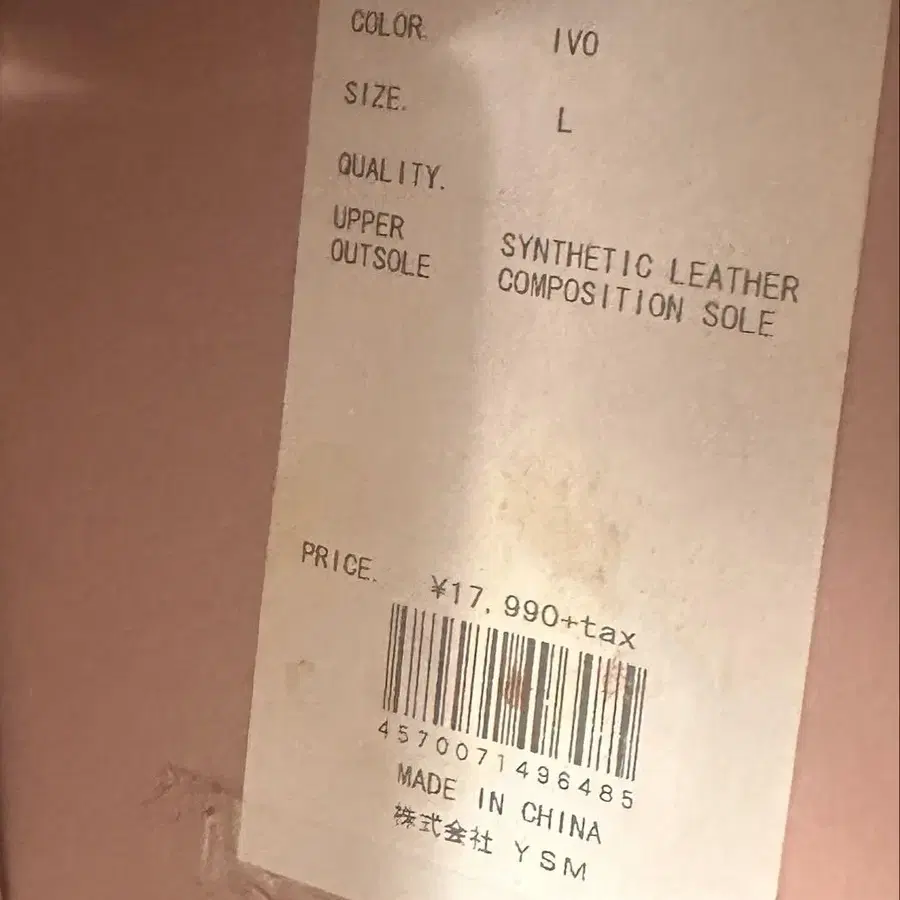 COLOR. IVO
SIZE. L
QUALITY.
UPPER SYNTHETIC LEATHER
OUTSOLE COMPOSITION SOLE
PRICE. ¥17,990+tax
4570071496485
MADE IN CHINA
株式会社 YSM